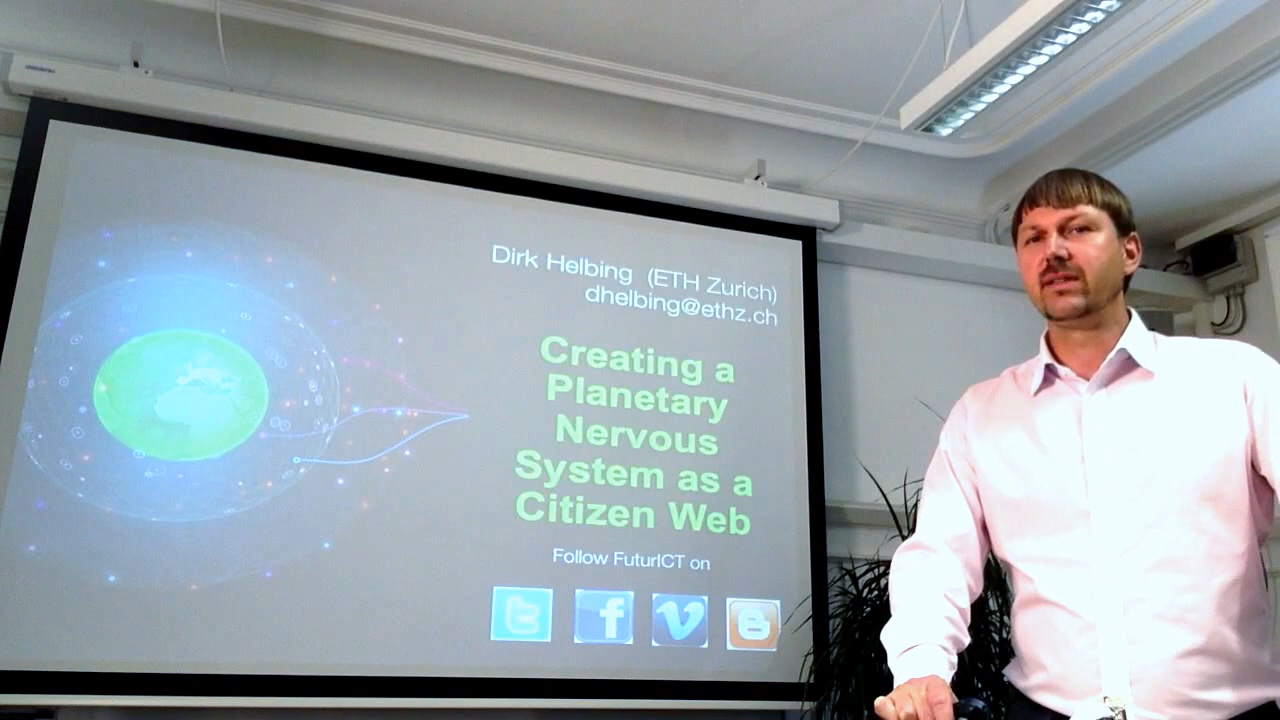 Dirk Helbing (ETH Zurich)
dhelbing@ethz.ch
Creating a
Planetary
Nervous
System as a
Citizen Web
Follow FuturICT on